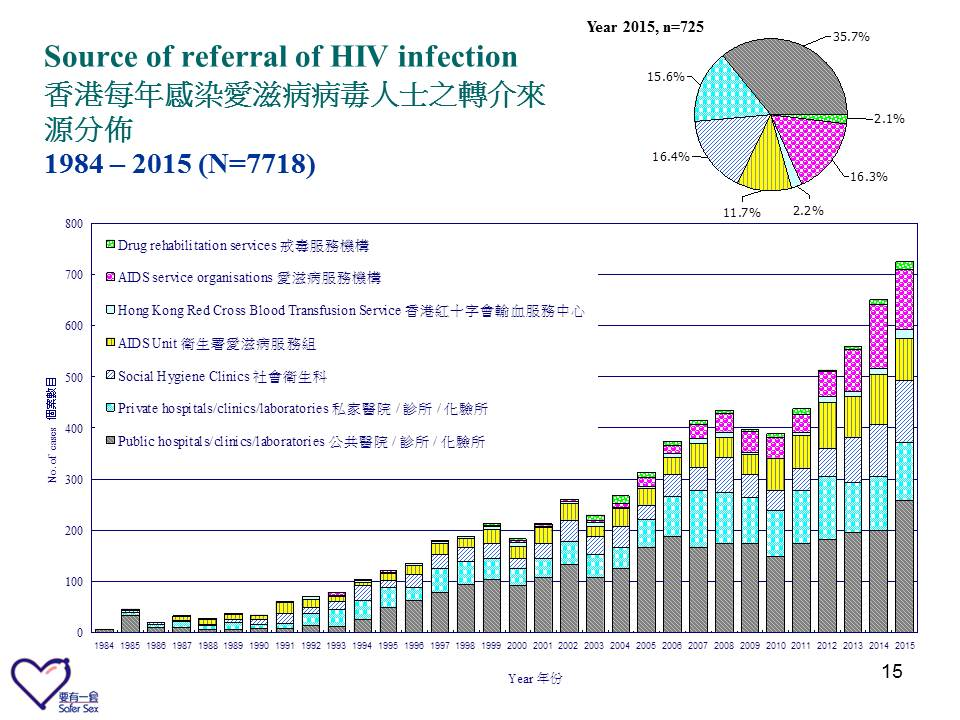 Source of referral of HIV infection
香港每年感染愛滋病病毒人士之轉介來
源分佈
1984 – 2015 (N=7718)
Year 2015, n=725
35.7%
15.6%
2.1%
16.4%
16.3%
11.7%
2.2%
No. of cases 個案數目
800
700
600
500
400
300
200
100
0
Drug rehabilitation services 戒毒服務機構
AIDS service organisations 愛滋病服務機構
Hong Kong Red Cross Blood Transfusion Service 香港紅十字會輸血服務中心
AIDS Unit 衞生署愛滋病服務組
Social Hygiene Clinics 社會衞生科
Private hospitals/clinics/laboratories 私家醫院 / 診所 / 化驗所
Public hospitals/clinics/laboratories 公共醫院 / 診所 / 化驗所
1984 1985 1986 1987 1988 1989 1990 1991 1992 1993 1994 1995 1996 1997 1998 1999 2000 2001 2002 2003 2004 2005 2006 2007 2008 2009 2010 2011 2012 2013 2014 2015
Year 年份
要有一套
Safer Sex
15